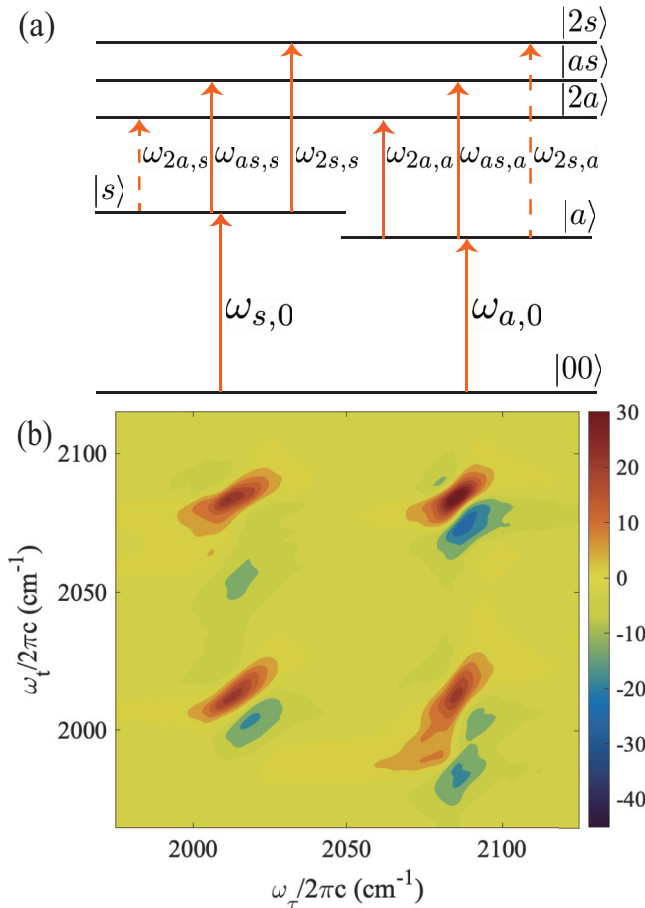 (a)
|2s⟩
|as⟩
|2a⟩
ω2a,s ωas,s ω2s,s ω2a,a ωas,a ω2s,a
|s⟩
|a⟩
ωs,0 ωa,0
|00⟩
(b)
30
20
10
0
-10
-20
-30
-40
2100
2050
2000
ωt/2πc (cm-1)
2000 2050 2100
ωτ/2πc (cm-1)